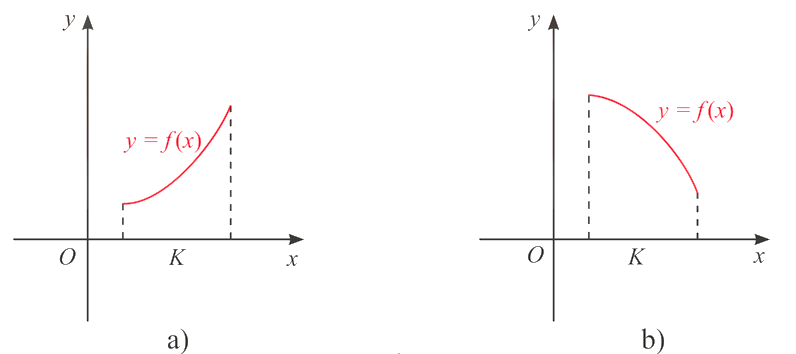 y
y = f(x)
O
K
x
a)
y
y = f(x)
O
K
x
b)